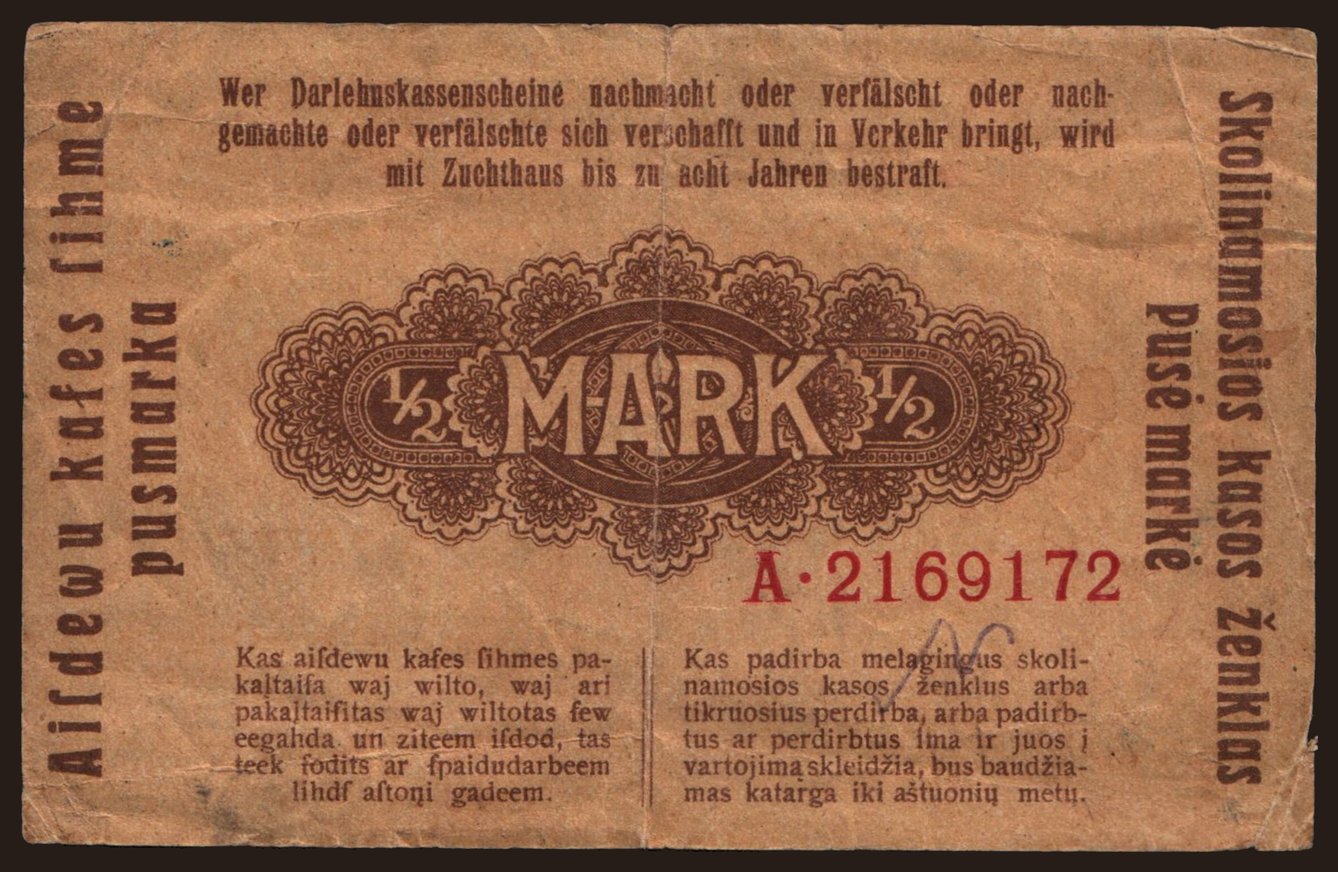 Wer Darlehnskassenscheine nachmacht oder verfälscht oder nach-
gemachte oder verfälschte sich verschafft und in Verkehr bringt, wird
mit Zuchthaus bis zu acht Jahren bestraft.
Aiſdewu kaſes ſihme
pusmarka
½ MARK ½
Skolinamosios kasos ženklas
pusė markė
A·2169172
Kas aiſdewu kaſes ſihmes pa-
kaļtaiſa waj wilto, waj ari
pakaļtaiſitas waj wiltotas ſew
eegahda un ziteem iſdod, tas
teek ſodits ar ſpaidudarbeem
lihdſ aſtoņi gadeem.
Kas padirba melagingus skoli-
namosios kasos ženklus arba
tikruosius perdirba, arba padirb-
tus ar perdirbtus ima ir juos į
vartojimą skleidžia, bus baudžia-
mas katarga iki aštuonių metų.